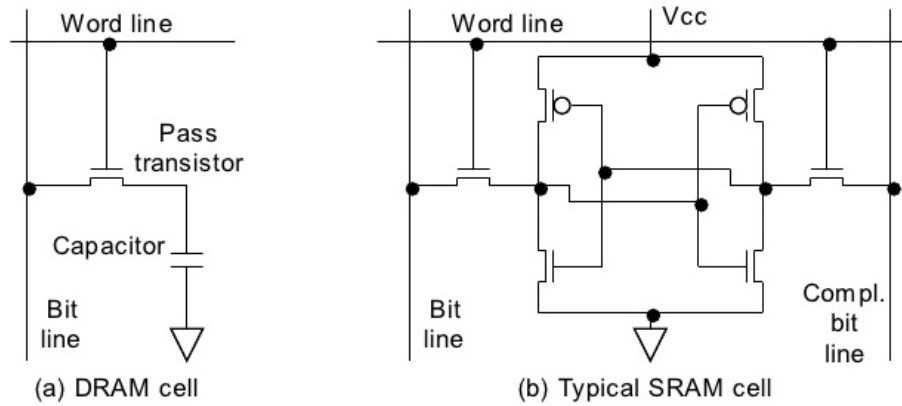 Word line
Pass
transistor
Capacitor
Bit
line
(a) DRAM cell
Word line
Vcc
Bit
line
Compl.
bit
line
(b) Typical SRAM cell